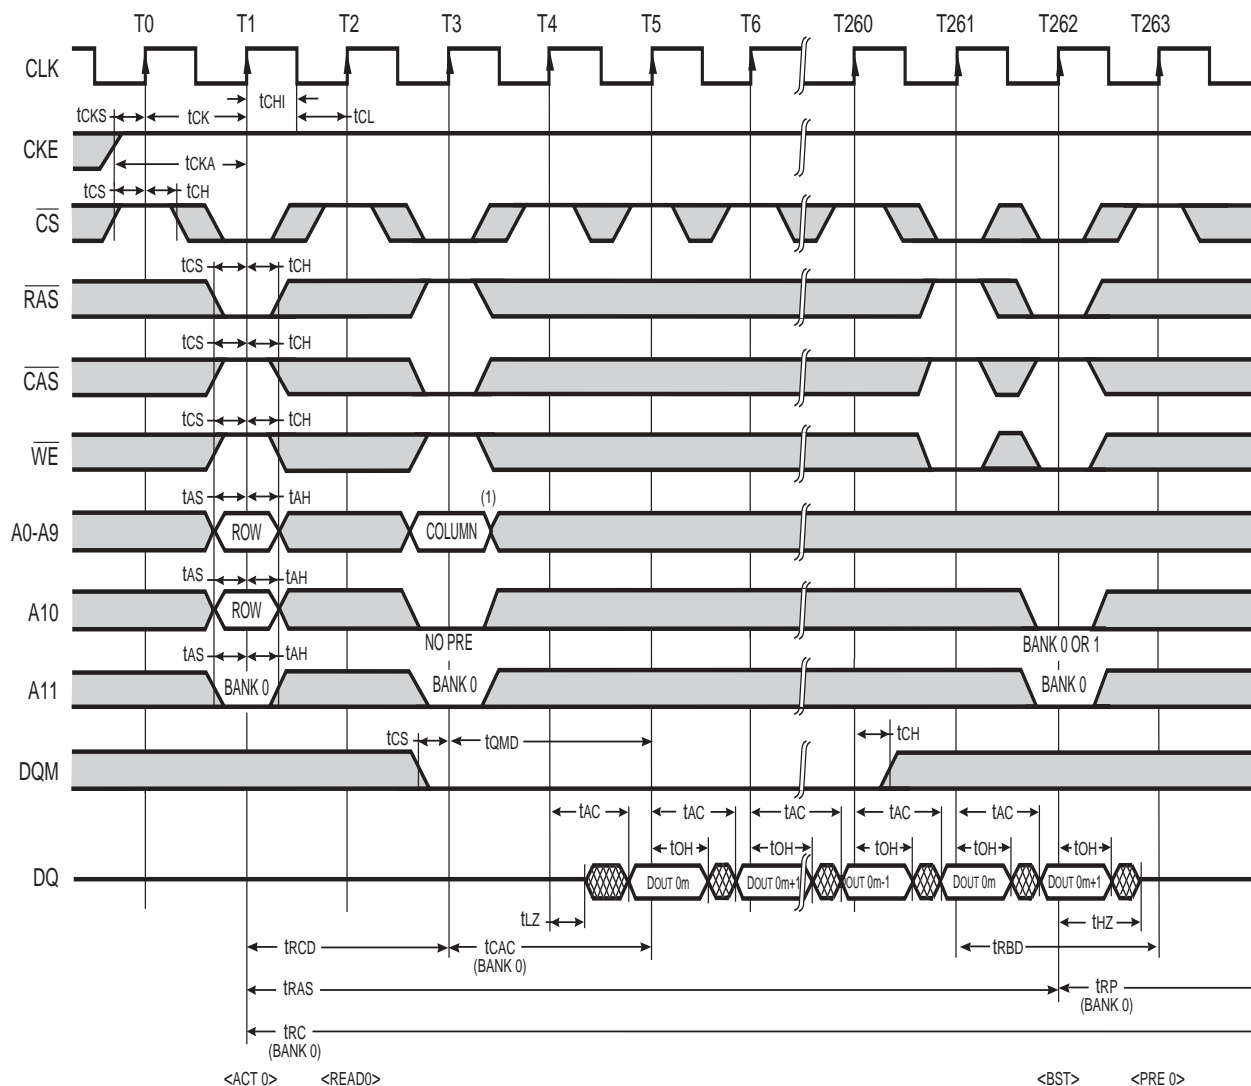 T0 T1 T2 T3 T4 T5 T6 T260 T261 T262 T263
CLK
tCHI
tCKS tCK tCL
CKE
tCKA
tCS tCH
CS
tCS tCH
RAS
tCS tCH
CAS
tCS tCH
WE
tAS tAH (1)
A0-A9 ROW COLUMN
tAS tAH
A10 ROW
NO PRE BANK 0 OR 1
tAS tAH
A11 BANK 0 BANK 0 BANK 0
tCS tQMD tCH
DQM
tAC tAC tAC tAC tAC
tOH tOH tOH tOH tOH
DQ DOUT 0m DOUT 0m+1 OUT 0m-1 DOUT 0m DOUT 0m+1
tLZ tHZ
tRCD tCAC tRBD
(BANK 0)
tRAS tRP
(BANK 0)
tRC
(BANK 0)
<ACT 0> <READ0> <BST> <PRE 0>